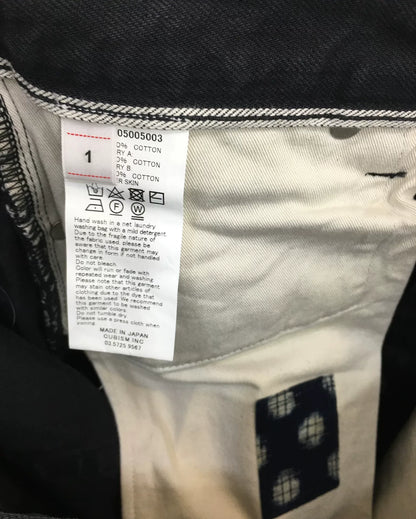 05005003
1
0% COTTON
RY A
0% COTTON
RY B
0% COTTON
R SKIN
Hand wash in a net laundry
washing bag with a mild detergent.
Due to the fragile nature of
the fabric used, please be
aware that this garment may
change in form if not handled
with care.
Do not bleach.
Color will run or fade with
repeated wear and washing.
Please note that this garment
may stain other articles of
clothing due to the dye that
has been used. We recommend
this garment to be washed
with similar colors.
Do not tumble dry.
Please use a press cloth when
ironing.
MADE IN JAPAN
CUBISM INC
03 5725 9567